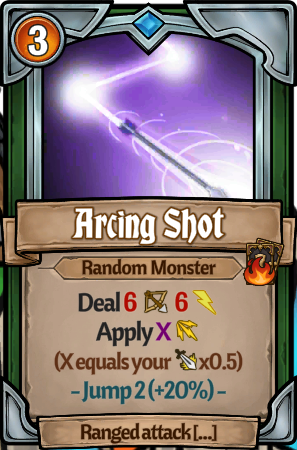 3
Arcing Shot
Random Monster
Deal 6 6
Apply X
(X equals your x0.5)
- Jump 2 (+20%) -
Ranged attack [...]